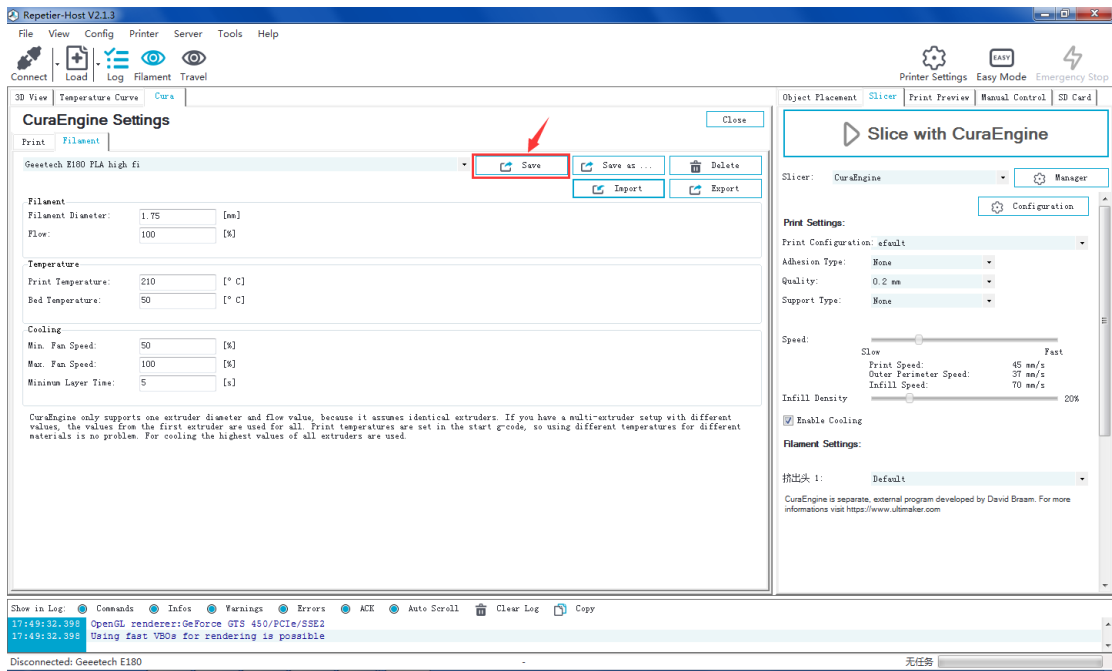 Repetier-Host V2.1.3
File View Config Printer Server Tools Help
Connect Load Log Filament Travel
Printer Settings EASY Easy Mode Emergency Stop
3D View Temperature Curve Cura
Object Placement Slicer Print Preview Manual Control SD Card
CuraEngine Settings
Close
Print Filament
Geeetech E180 PLA high fi
Save Save as ... Delete
Import Export
Filament
Filament Diameter: 1.75 [mm]
Flow: 100 [%]
Temperature
Print Temperature: 210 [° C]
Bed Temperature: 50 [° C]
Cooling
Min. Fan Speed: 50 [%]
Max. Fan Speed: 100 [%]
Minimum Layer Time: 5 [s]
CuraEngine only supports one extruder diameter and flow value, because it assumes identical extruders. If you have a multi-extruder setup with different
values, the values from the first extruder are used for all. Print temperatures are set in the start g-code, so using different temperatures for different
materials is no problem. For cooling the highest values of all extruders are used.
Slice with CuraEngine
Slicer: CuraEngine Manager
Configuration
Print Settings:
Print Configuration: efault
Adhesion Type: None
Quality: 0.2 mm
Support Type: None
Speed:
Slow Fast
Print Speed: 45 mm/s
Outer Perimeter Speed: 37 mm/s
Infill Speed: 70 mm/s
Infill Density 20%
Enable Cooling
Filament Settings:
挤出头 1: Default
CuraEngine is separate, external program developed by David Braam. For more
informations visit https://www.ultimaker.com
Show in Log: Commands Infos Warnings Errors ACK Auto Scroll Clear Log Copy
17:49:32.398 OpenGL renderer:GeForce GTS 450/PCIe/SSE2
17:49:32.398 Using fast VBOs for rendering is possible
Disconnected: Geeetech E180 - 无任务